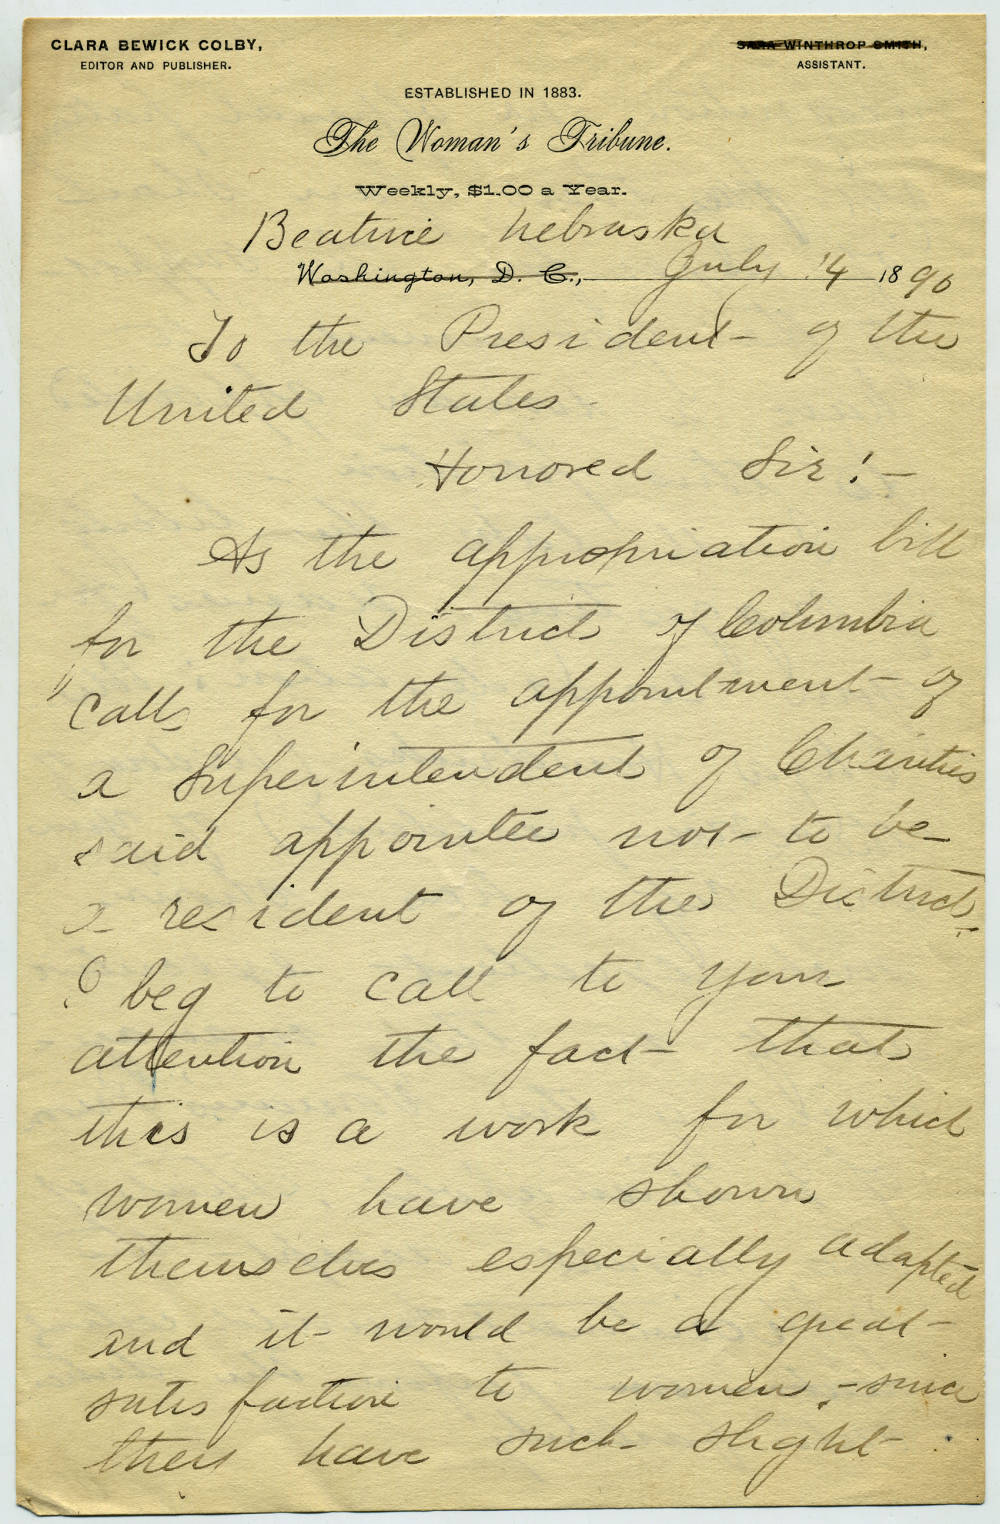 CLARA BEWICK COLBY,
EDITOR AND PUBLISHER.
SARA WINTHROP SMITH,
ASSISTANT.
ESTABLISHED IN 1883.
The Woman's Tribune.
Weekly, $1.00 a Year.
Beatrice Nebraska
Washington, D. C., July 14 1890
To the President of the
United States.
Honored Sir! —
As the appropriation bill
for the District of Columbia
calls for the appointment of
a Superintendent of Charities
said appointee not to be
a resident of the District,
I beg to call to your
attention the fact that
this is a work for which
women have shown
themselves especially adapted
and it would be a great
satisfaction to women, - since
they have such slight